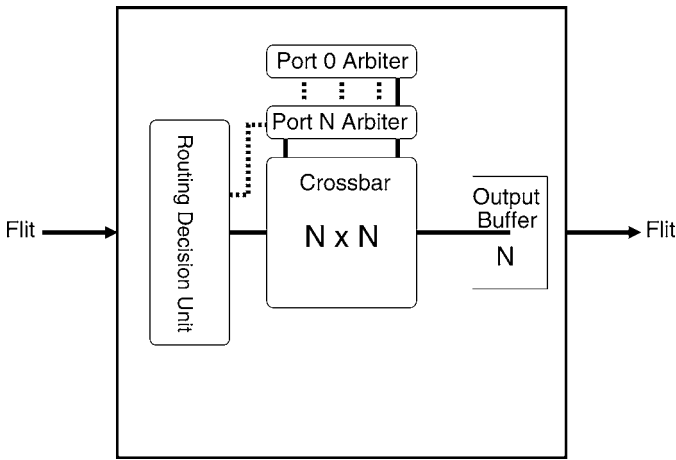 Port 0 Arbiter
Port N Arbiter
Routing Decision Unit
Crossbar
N x N
Output
Buffer
N
Flit
Flit